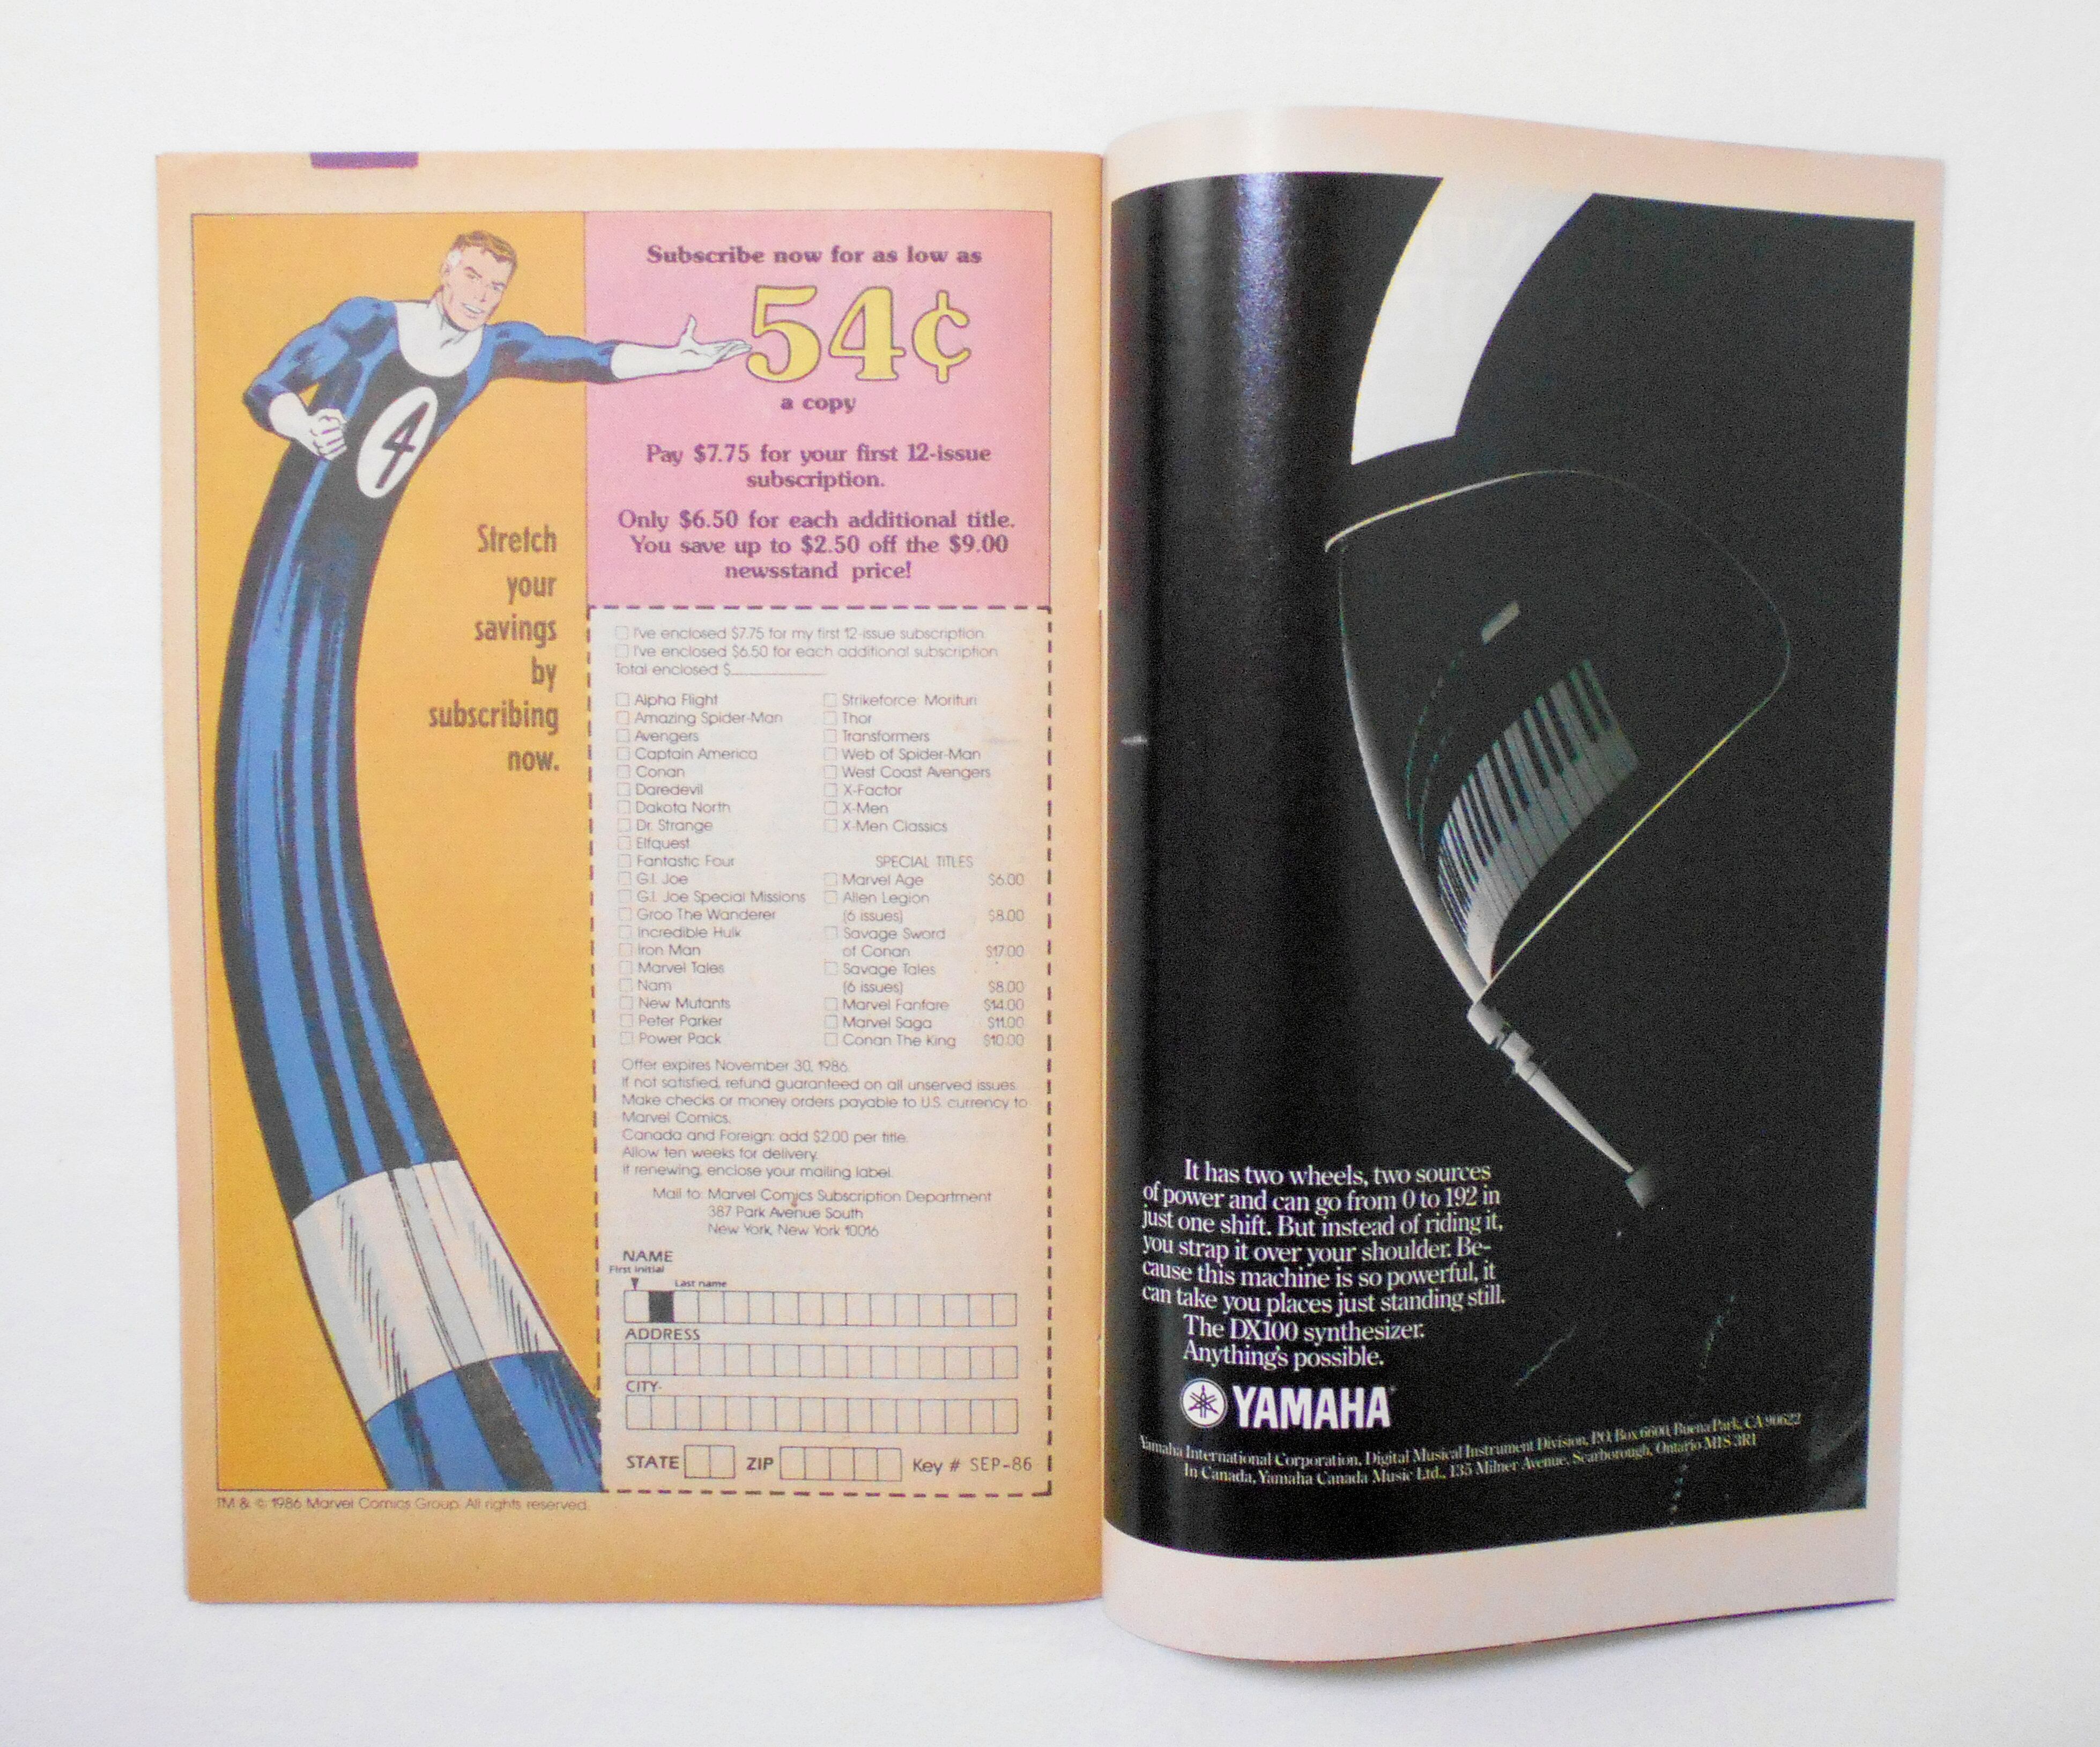 Subscribe now for as low as
54¢
a copy
Pay $7.75 for your first 12-issue
subscription.
Only $6.50 for each additional title.
You save up to $2.50 off the $9.00
newsstand price!
4
Stretch
your
savings
by
subscribing
now.
I've enclosed $7.75 for my first 12-issue subscription
I've enclosed $6.50 for each additional subscription
Total enclosed $
Alpha Flight
Amazing Spider-Man
Avengers
Captain America
Conan
Daredevil
Dakota North
Dr. Strange
Elfquest
Fantastic Four
G.I. Joe
G.I. Joe Special Missions
Groo The Wanderer
Incredible Hulk
Iron Man
Marvel Tales
Nam
New Mutants
Peter Parker
Power Pack
Strikeforce: Morituri
Thor
Transformers
Web of Spider-Man
West Coast Avengers
X-Factor
X-Men
X-Men Classics
SPECIAL TITLES
Marvel Age $6.00
Alien Legion
(6 issues) $8.00
Savage Sword
of Conan $17.00
Savage Tales
(6 issues) $8.00
Marvel Fanfare $14.00
Marvel Saga $11.00
Conan The King $10.00
Offer expires November 30, 1986.
If not satisfied, refund guaranteed on all unserved issues.
Make checks or money orders payable to U.S. currency to
Marvel Comics.
Canada and Foreign: add $2.00 per title.
Allow ten weeks for delivery.
If renewing, enclose your mailing label.
Mail to: Marvel Comics Subscription Department
387 Park Avenue South
New York, New York 10016
NAME
First initial
Last name
ADDRESS
CITY
STATE ZIP Key # SEP-86
TM & © 1986 Marvel Comics Group. All rights reserved.
It has two wheels, two sources
of power and can go from 0 to 192 in
just one shift. But instead of riding it,
you strap it over your shoulder. Be-
cause this machine is so powerful, it
can take you places just standing still.
The DX100 synthesizer.
Anything's possible.
YAMAHA
Yamaha International Corporation, Digital Musical Instrument Division, P.O. Box 6600, Buena Park, CA 90622
In Canada, Yamaha Canada Music Ltd., 135 Milner Avenue, Scarborough, Ontario M1S 3R1